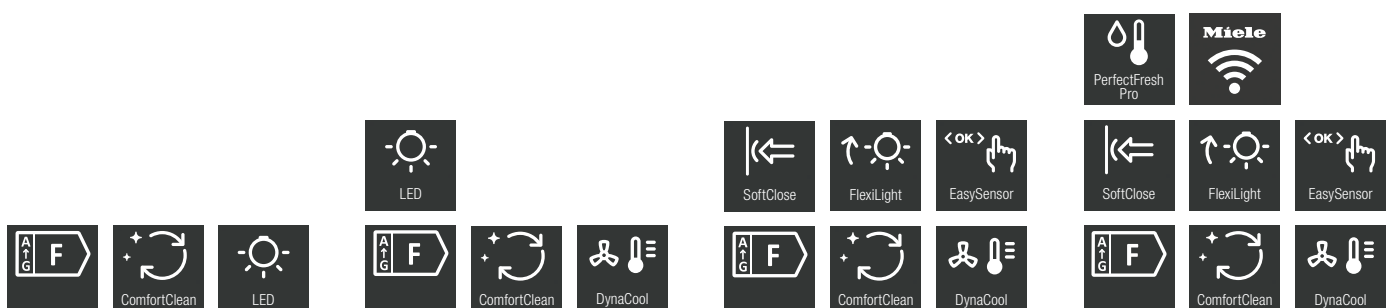 PerfectFresh
Pro
Miele
LED
SoftClose
FlexiLight
<OK>
EasySensor
SoftClose
FlexiLight
<OK>
EasySensor
A
G
F
ComfortClean
LED
A
G
F
ComfortClean
DynaCool
A
G
F
ComfortClean
DynaCool
A
G
F
ComfortClean
DynaCool